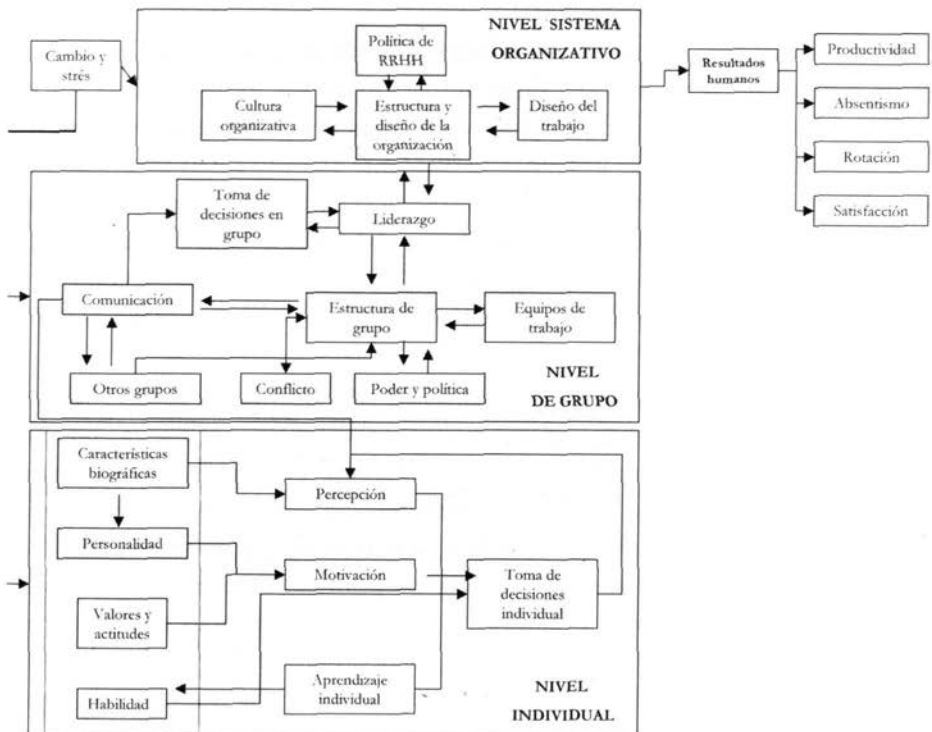 NIVEL SISTEMA
ORGANIZATIVO
Cambio y
strés
Política de
RRHH
Cultura
organizativa
Estructura y
diseño de la
organización
Diseño del
trabajo
Resultados
humanos
Productividad
Absentismo
Rotación
Satisfacción
Toma de
decisiones en
grupo
Liderazgo
Comunicación
Estructura de
grupo
Equipos de
trabajo
Otros grupos
Conflicto
Poder y política
NIVEL
DE GRUPO
Características
biográficas
Percepción
Personalidad
Motivación
Toma de
decisiones
individual
Valores y
actitudes
Aprendizaje
individual
Habilidad
NIVEL
INDIVIDUAL